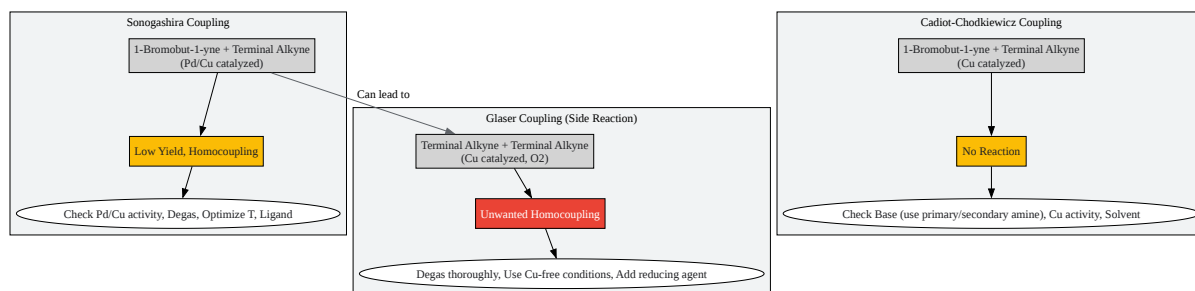 Sonogashira Coupling
1-Bromobut-1-yne + Terminal Alkyne
(Pd/Cu catalyzed)
Low Yield, Homocoupling
Check Pd/Cu activity, Degas, Optimize T, Ligand
Can lead to
Glaser Coupling (Side Reaction)
Terminal Alkyne + Terminal Alkyne
(Cu catalyzed, O2)
Unwanted Homocoupling
Degas thoroughly, Use Cu-free conditions, Add reducing agent
Cadiot-Chodkiewicz Coupling
1-Bromobut-1-yne + Terminal Alkyne
(Cu catalyzed)
No Reaction
Check Base (use primary/secondary amine), Cu activity, Solvent